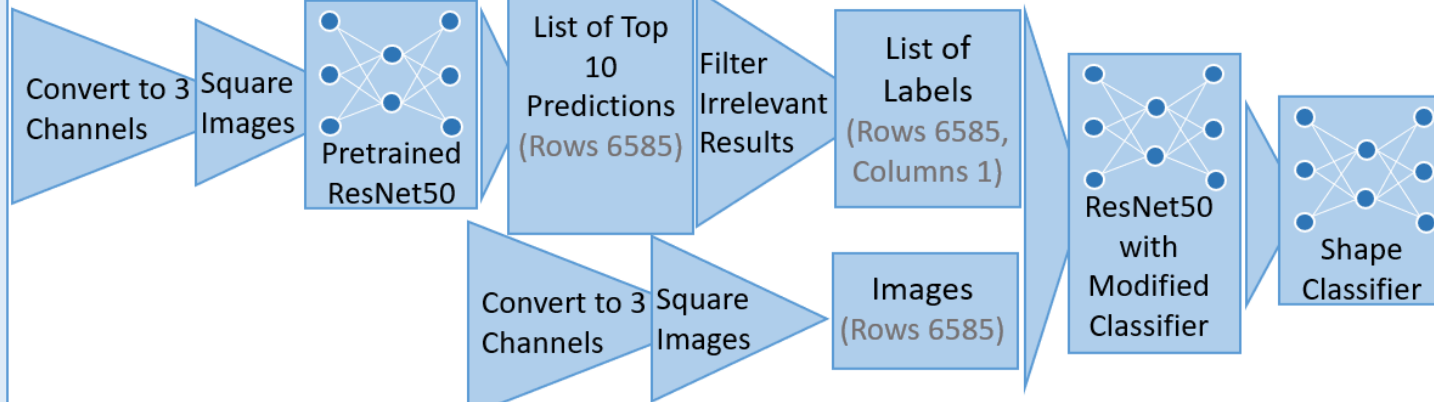 Convert to 3
Channels
Square
Images
Pretrained
ResNet50
List of Top
10
Predictions
(Rows 6585)
Filter
Irrelevant
Results
List of
Labels
(Rows 6585,
Columns 1)
Convert to 3
Channels
Square
Images
Images
(Rows 6585)
ResNet50
with
Modified
Classifier
Shape
Classifier